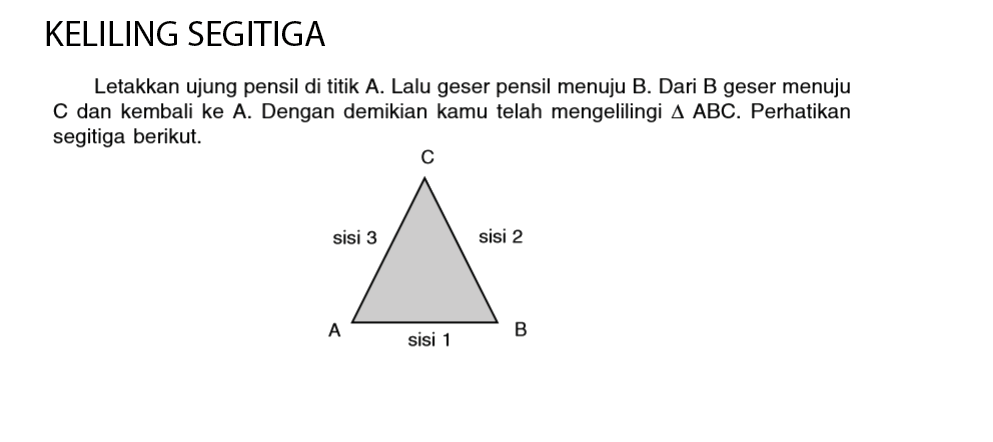 KELILING SEGITIGA
Letakkan ujung pensil di titik A. Lalu geser pensil menuju B. Dari B geser menuju
C dan kembali ke A. Dengan demikian kamu telah mengelilingi Δ ABC. Perhatikan
segitiga berikut.
C
sisi 3
sisi 2
A
B
sisi 1